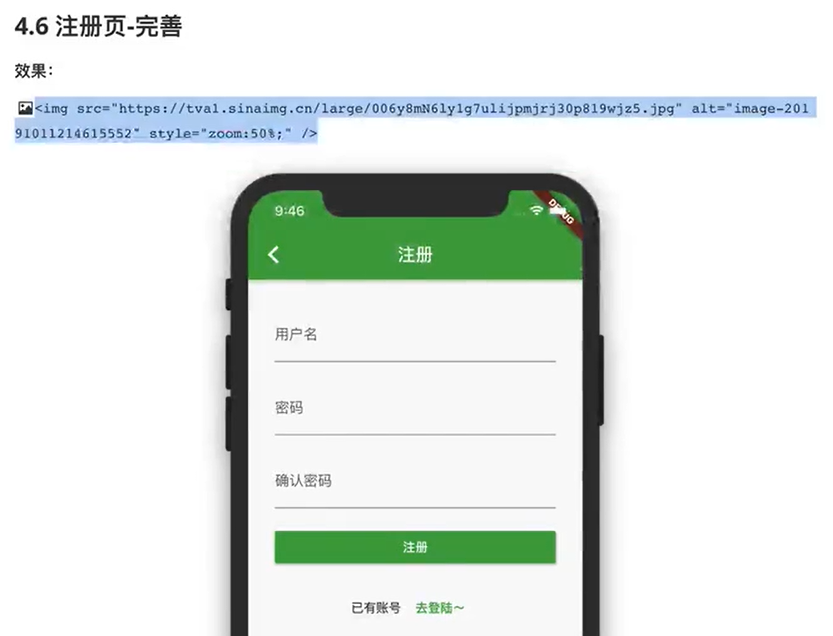 4.6 注册页-完善
效果：
<img src="https://tva1.sinaimg.cn/large/006y8mN6ly1g7ulijpmjrj30p819wjz5.jpg" alt="image-201
91011214615552" style="zoom:50%;" />
9:46
DEBUG
注册
用户名
密码
确认密码
注册
已有账号 去登陆～